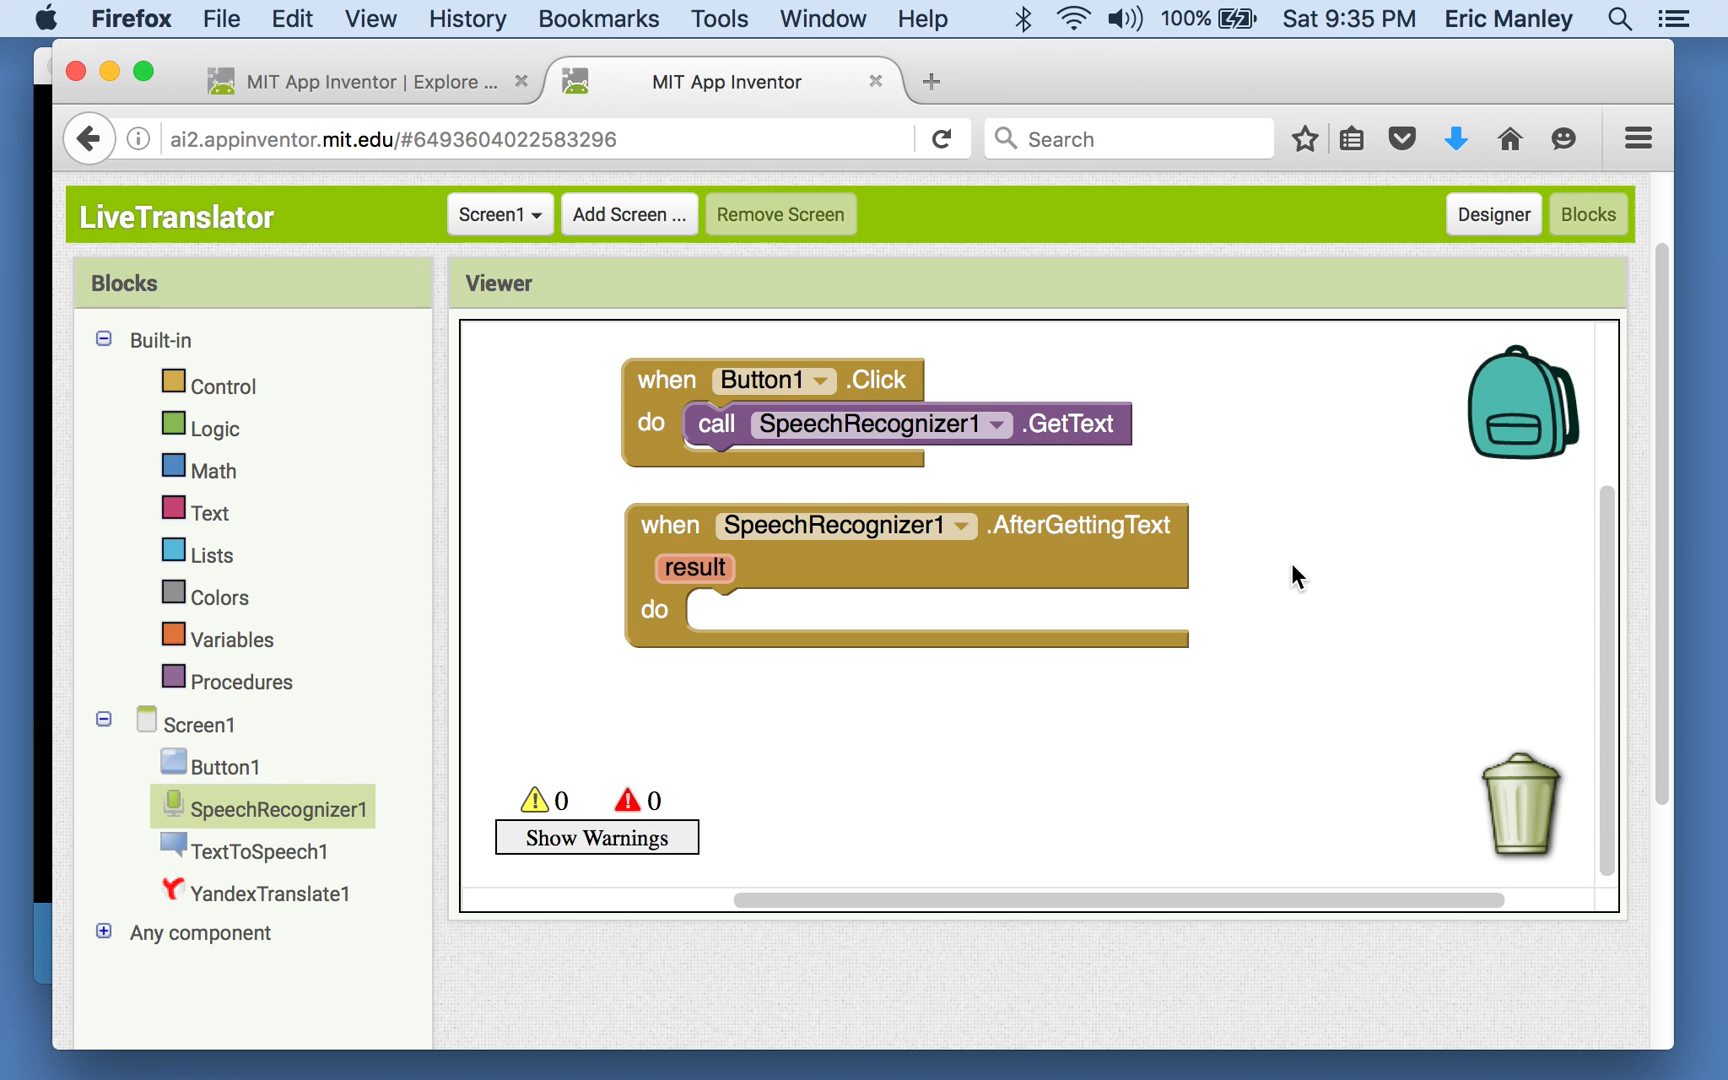 Firefox File Edit View History Bookmarks Tools Window Help 100% Sat 9:35 PM Eric Manley
MIT App Inventor | Explore ... MIT App Inventor
ai2.appinventor.mit.edu/#6493604022583296 Search
LiveTranslator Screen1 Add Screen ... Remove Screen Designer Blocks
Blocks Viewer
Built-in
Control
Logic
Math
Text
Lists
Colors
Variables
Procedures
Screen1
Button1
SpeechRecognizer1
TextToSpeech1
YandexTranslate1
Any component
when Button1 .Click
do call SpeechRecognizer1 .GetText
when SpeechRecognizer1 .AfterGettingText
result
do
0 0
Show Warnings